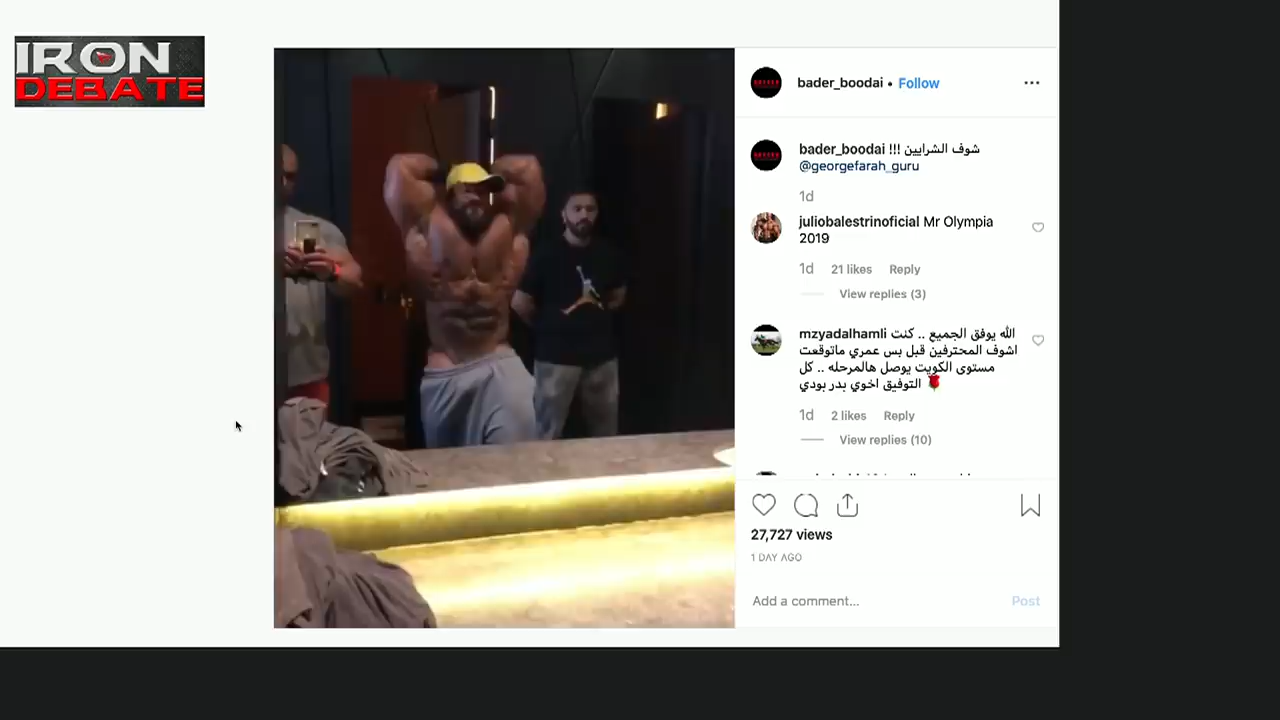 IRON
DEBATE
bader_boodai • Follow
bader_boodai !!! شوف الشرايين
@georgefarah_guru
1d
juliobalestrinoficial Mr Olympia
2019
1d 21 likes Reply
View replies (3)
mzyadalhamli الله يوفق الجميع .. كنت
اشوف المحترفين قبل بس عمري ماتوقعت
مستوى الكويت يوصل هالمرحله .. كل
التوفيق اخوي بدر بودي 🌹
1d 2 likes Reply
View replies (10)
27,727 views
1 DAY AGO
Add a comment...
Post